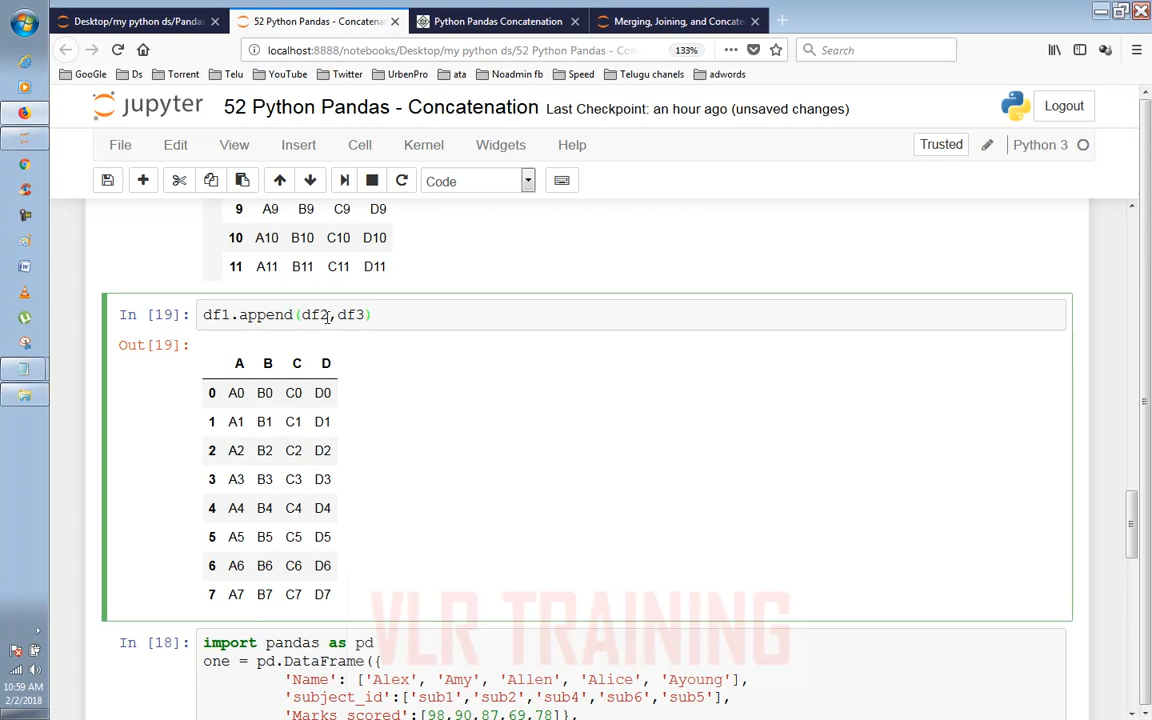 Desktop/my python ds/Pandas
52 Python Pandas - Concatena
Python Pandas Concatenation
Merging, Joining, and Concate
localhost:8888/notebooks/Desktop/my python ds/52 Python Pandas - Con
133%
Search
GooGle
Ds
Torrent
Telu
YouTube
Twitter
UrbenPro
ata
Noadmin fb
Speed
Telugu chanels
adwords
jupyter
52 Python Pandas - Concatenation
Last Checkpoint: an hour ago (unsaved changes)
Logout
File Edit View Insert Cell Kernel Widgets Help
Trusted
Python 3
Code
9 A9 B9 C9 D9
10 A10 B10 C10 D10
11 A11 B11 C11 D11
In [19]: df1.append(df2,df3)
Out[19]:
A B C D
0 A0 B0 C0 D0
1 A1 B1 C1 D1
2 A2 B2 C2 D2
3 A3 B3 C3 D3
4 A4 B4 C4 D4
5 A5 B5 C5 D5
6 A6 B6 C6 D6
7 A7 B7 C7 D7
VLR TRAINING
In [18]: import pandas as pd
one = pd.DataFrame({
'Name': ['Alex', 'Amy', 'Allen', 'Alice', 'Ayoung'],
'subject_id':['sub1','sub2','sub4','sub6','sub5'],
'Marks_scored':[98,90,87,69,78]},
10:59 AM
2/2/2018